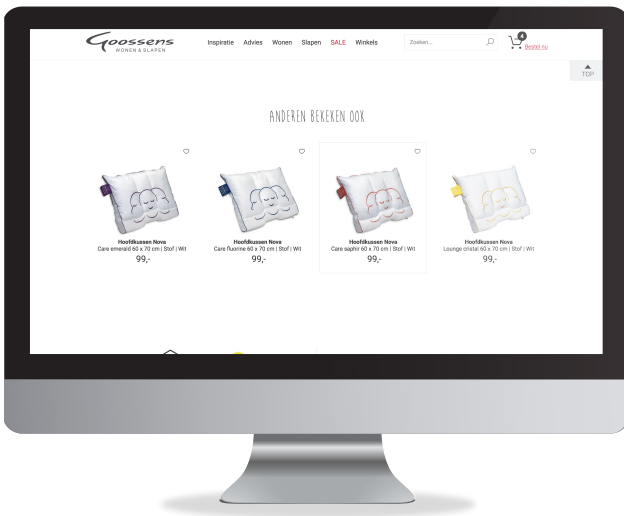 Goossens
WONEN & SLAPEN
Inspiratie Advies Wonen Slapen SALE Winkels
Zoeken...
4
Bestel nu
TOP
ANDEREN BEKEKEN OOK
Hoofdkussen Nova
Care emerald 60 x 70 cm | Stof | Wit
99,-
Hoofdkussen Nova
Care fluorine 60 x 70 cm | Stof | Wit
99,-
Hoofdkussen Nova
Care saphir 60 x 70 cm | Stof | Wit
99,-
Hoofdkussen Nova
Lounge cristal 60 x 70 cm | Stof | Wit
99,-